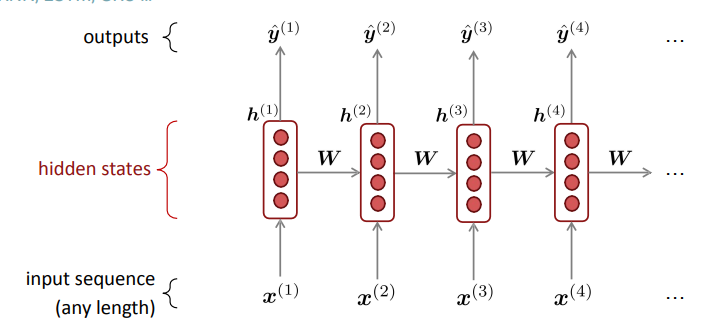 outputs ŷ⁽¹⁾ ŷ⁽²⁾ ŷ⁽³⁾ ŷ⁽⁴⁾ ...
h⁽¹⁾ h⁽²⁾ h⁽³⁾ h⁽⁴⁾
W W W W
hidden states ...
input sequence
(any length) x⁽¹⁾ x⁽²⁾ x⁽³⁾ x⁽⁴⁾ ...